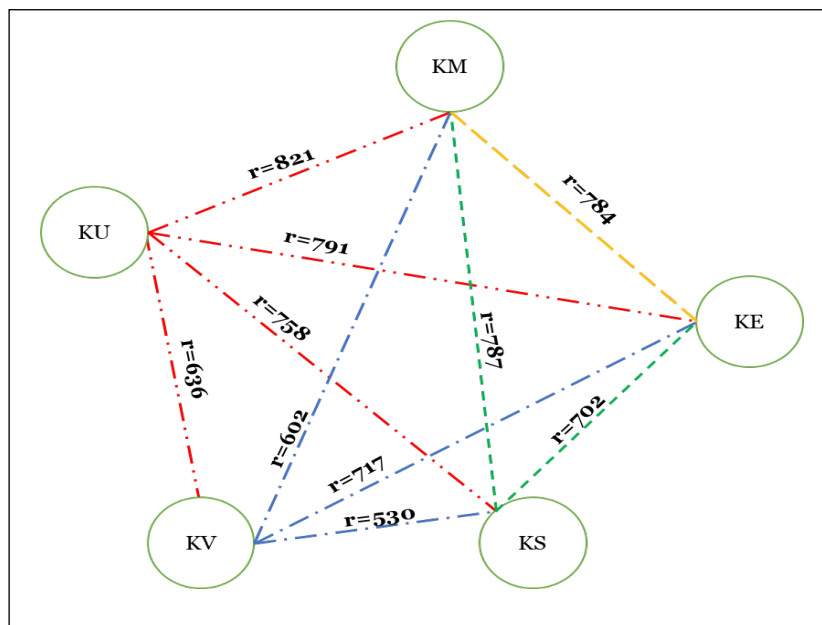 KM
r=821
r=784
KU
r=791
r=758
KE
r=787
r=636
r=602
r=702
r=717
r=530
KV
KS